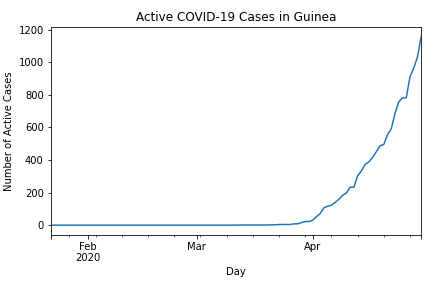 Active COVID-19 Cases in Guinea
1200
1000
800
600
400
200
0
Number of Active Cases
Feb
2020
Mar
Apr
Day